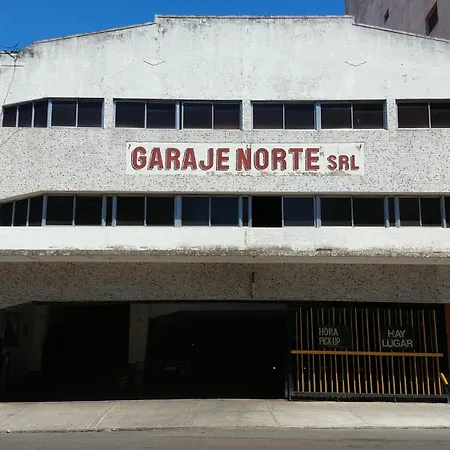 GARAJE NORTE SRL
HORA
PICK UP
HAY
LUGAR